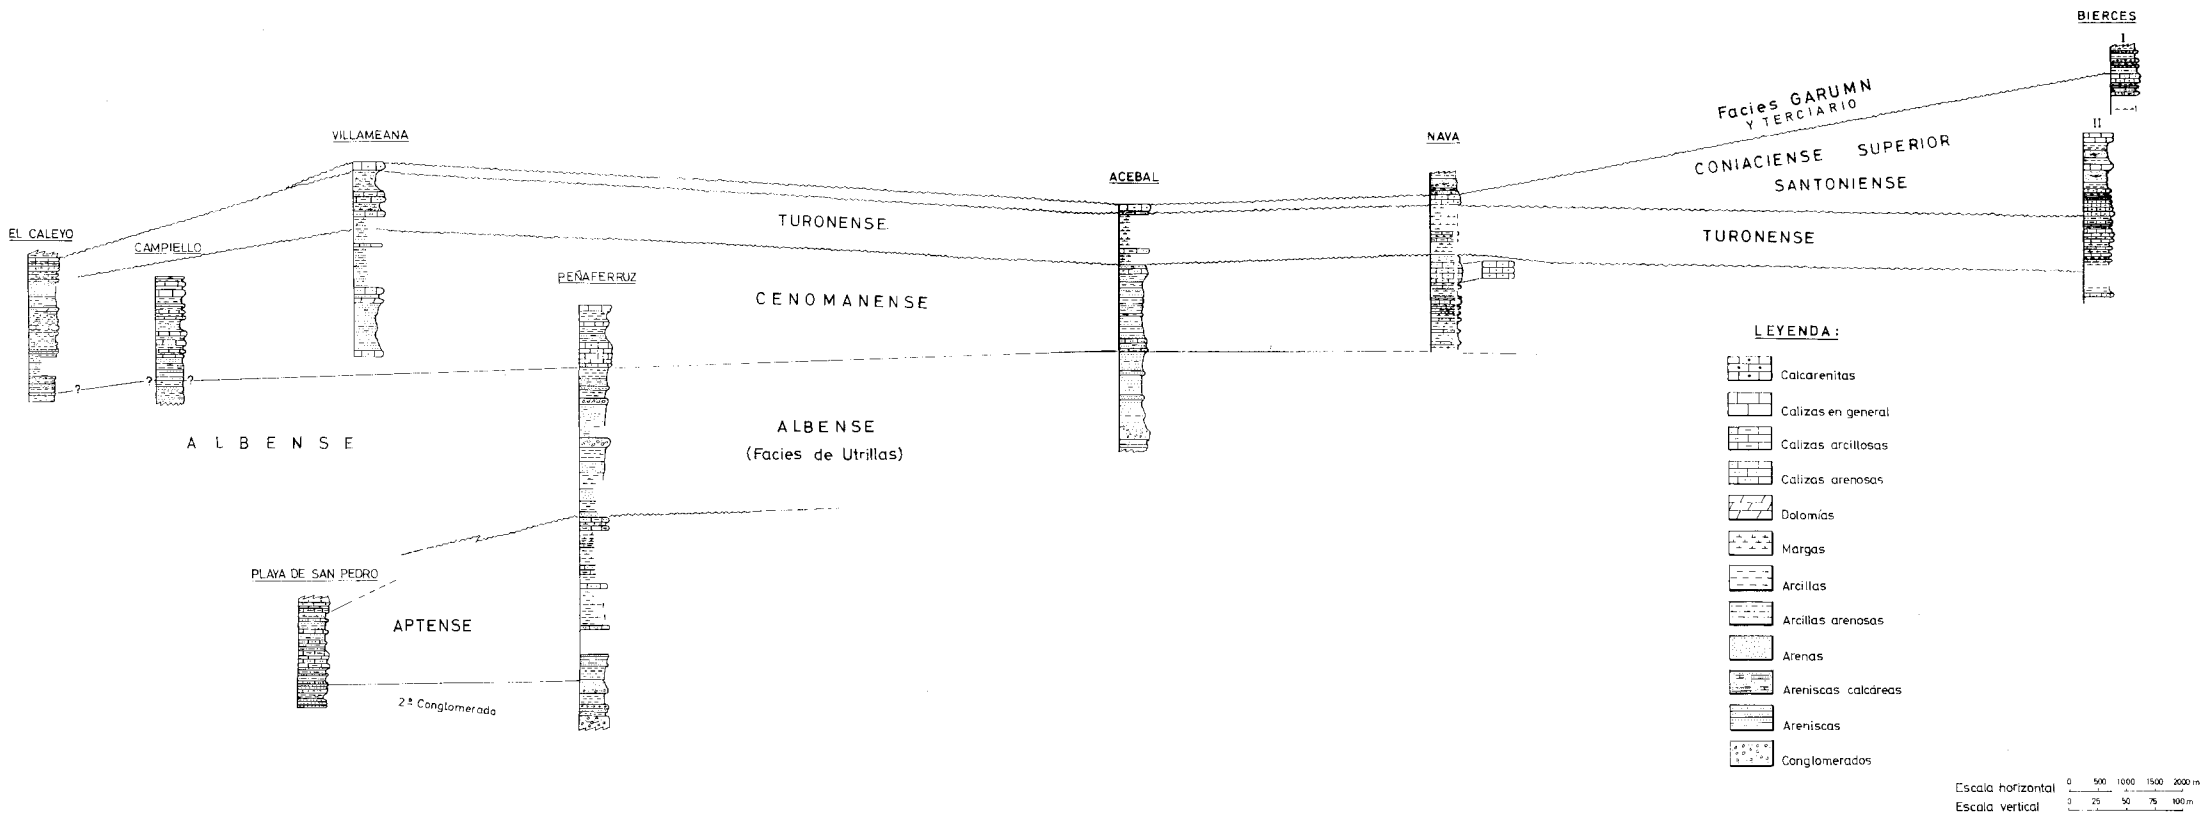 BIERCES
I
II
Facies GARUMN
Y TERCIARIO
VILLAMEANA
NAVA
CONIACIENSE SUPERIOR
SANTONIENSE
ACEBAL
EL CALEYO
CAMPIELLO
TURONENSE
TURONENSE
PEÑAFERRUZ
CENOMANENSE
? ? ?
ALBENSE
ALBENSE
(Facies de Utrillas)
PLAYA DE SAN PEDRO
APTENSE
2º Conglomerado
LEYENDA:
Calcarenitas
Calizas en general
Calizas arcillosas
Calizas arenosas
Dolomías
Margas
Arcillas
Arcillas arenosas
Arenas
Areniscas calcáreas
Areniscas
Conglomerados
Escala horizontal 0 500 1000 1500 2000 m
Escala vertical 0 25 50 75 100 m